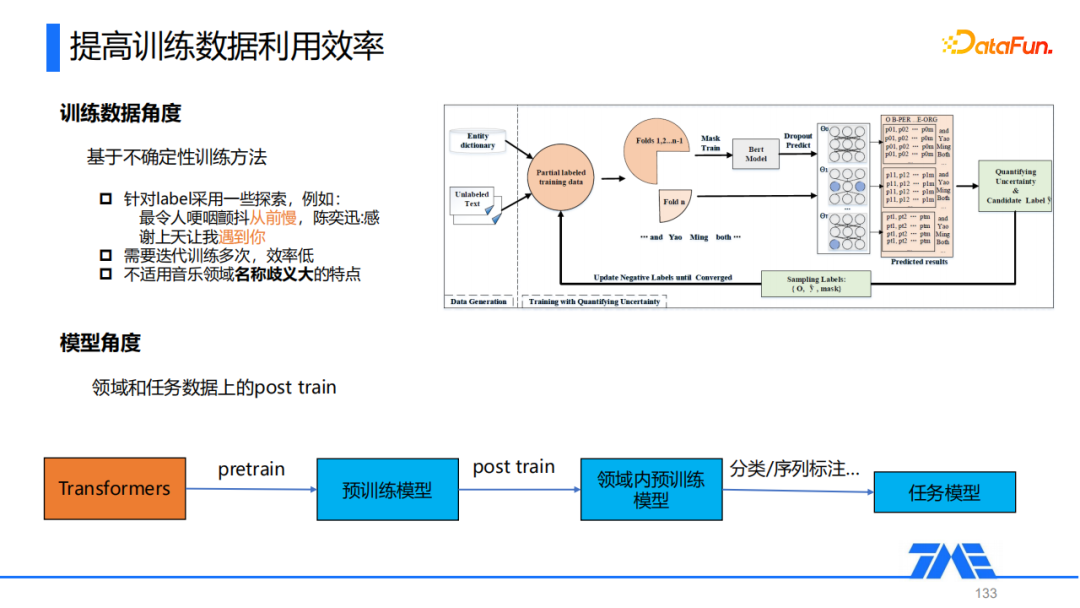 提高训练数据利用效率
DataFun.
训练数据角度
基于不确定性训练方法
针对label采用一些探索，例如：
最令人哽咽颤抖从前慢，陈奕迅:感
谢上天让我遇到你
需要迭代训练多次，效率低
不适用音乐领域名称歧义大的特点
Entity
dictionary
Unlabeled
Text
Partial labeled
training data
Folds 1,2...n-1
Fold n
Mask
Train
Bert
Model
Dropout
Predict
··· and Yao Ming both ···
O B-PER ...E-ORG
p01, p02 ··· p0m and
p01, p02 ··· p0m Yao
p01, p02 ··· p0m Ming
p01, p02 ··· p0m Both
p11, p12 ··· p1m and
p11, p12 ··· p1m Yao
p11, p12 ··· p1m Ming
p11, p12 ··· p1m Both
pt1, pt2 ··· ptm and
pt1, pt2 ··· ptm Yao
pt1, pt2 ··· ptm Ming
pt1, pt2 ··· ptm Both
Predicted results
Quantifying
Uncertainty
&
Candidate Label ŷ
Update Negative Labels until Converged
Sampling Labels:
{ O, ŷ , mask}
Data Generation
Training with Quantifying Uncertainty
模型角度
领域和任务数据上的post train
Transformers
pretrain
预训练模型
post train
领域内预训练
模型
分类/序列标注...
任务模型
TME
133